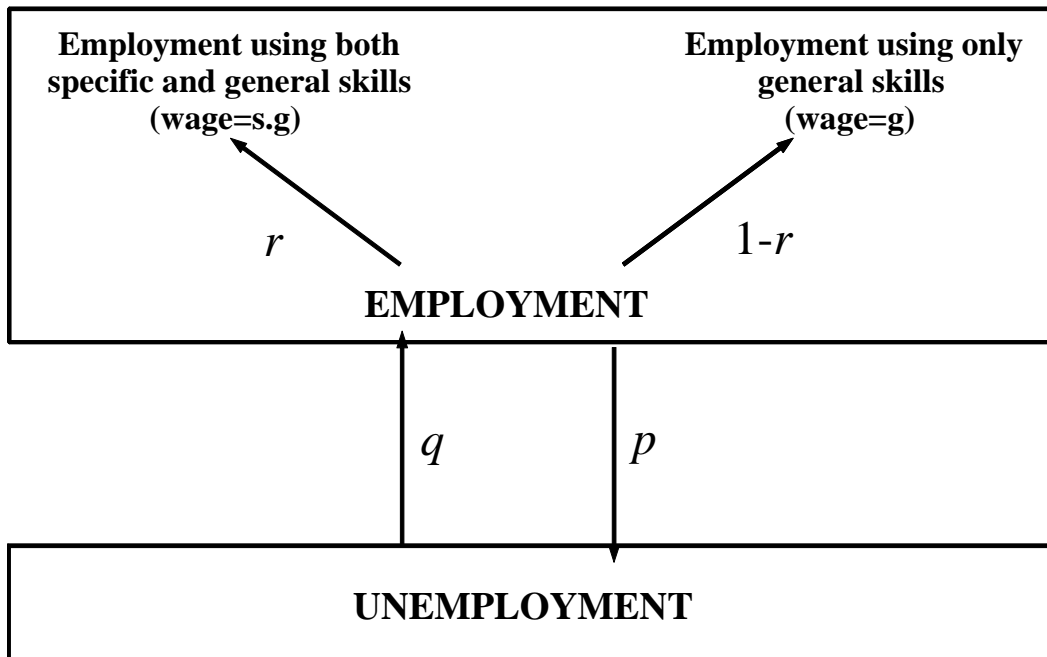 Employment using both
specific and general skills
(wage=s.g)
Employment using only
general skills
(wage=g)
r
1-r
EMPLOYMENT
q
p
UNEMPLOYMENT